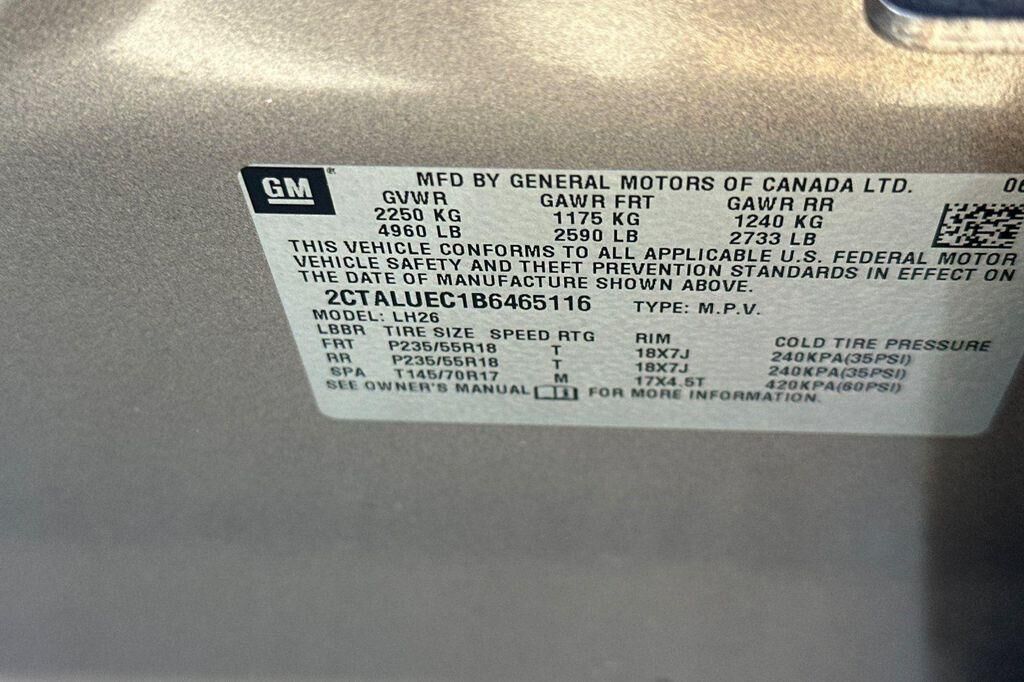 GM
MFD BY GENERAL MOTORS OF CANADA LTD.
GVWR GAWR FRT GAWR RR
2250 KG 1175 KG 1240 KG
4960 LB 2590 LB 2733 LB
THIS VEHICLE CONFORMS TO ALL APPLICABLE U.S. FEDERAL MOTOR
VEHICLE SAFETY AND THEFT PREVENTION STANDARDS IN EFFECT ON
THE DATE OF MANUFACTURE SHOWN ABOVE.
2CTALUEC1B6465116 TYPE: M.P.V.
MODEL: LH26
LBBR TIRE SIZE SPEED RTG RIM COLD TIRE PRESSURE
FRT P235/55R18 T 18X7J 240KPA(35PSI)
RR P235/55R18 T 18X7J 240KPA(35PSI)
SPA T145/70R17 M 17X4.5T 420KPA(60PSI)
SEE OWNER'S MANUAL FOR MORE INFORMATION.